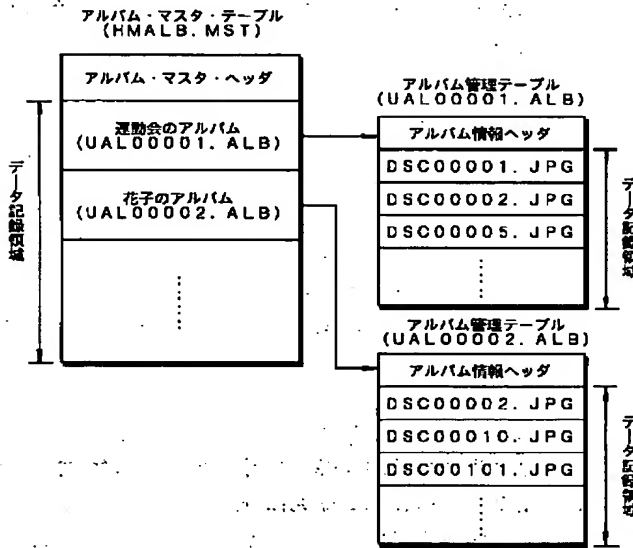 アルバム・マスタ・テーブル
(HMALB. MST)
アルバム・マスタ・ヘッダ
運動会のアルバム
(UAL00001. ALB)
花子のアルバム
(UAL00002. ALB)
データ記録領域
アルバム管理テーブル
(UAL00001. ALB)
アルバム情報ヘッダ
DSC00001. JPG
DSC00002. JPG
DSC00005. JPG
データ記録領域
アルバム管理テーブル
(UAL00002. ALB)
アルバム情報ヘッダ
DSC00002. JPG
DSC00010. JPG
DSC00101. JPG
データ記録領域